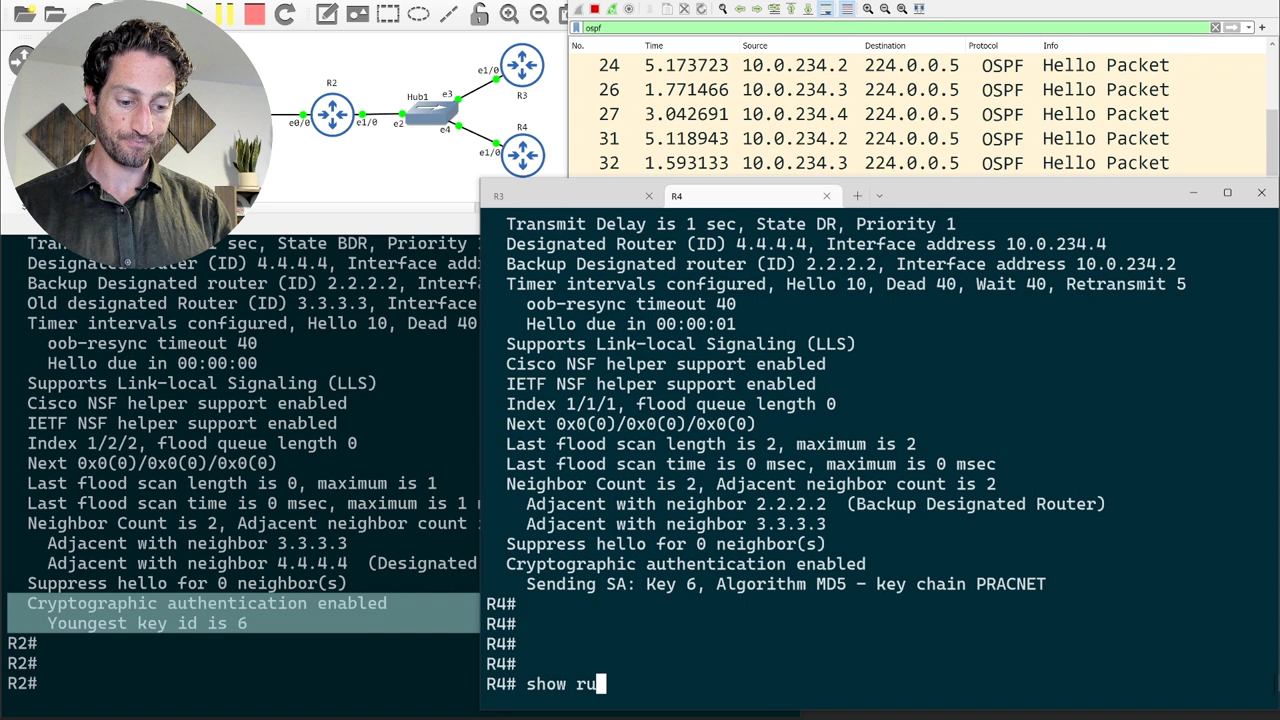 R2
e0/0
e1/0
Hub1
e2
e3
e4
e1/0
R3
R4
e1/0
ospf
No. Time Source Destination Protocol Info
24 5.173723 10.0.234.2 224.0.0.5 OSPF Hello Packet
26 1.771466 10.0.234.3 224.0.0.5 OSPF Hello Packet
27 3.042691 10.0.234.4 224.0.0.5 OSPF Hello Packet
31 5.118943 10.0.234.2 224.0.0.5 OSPF Hello Packet
32 1.593133 10.0.234.3 224.0.0.5 OSPF Hello Packet
1 sec, State BDR, Priority
Designated Router (ID) 4.4.4.4, Interface
Backup Designated router (ID) 2.2.2.2,
Old designated Router (ID) 3.3.3.3, Interface
Timer intervals configured, Hello 10, Dead 40
oob-resync timeout 40
Hello due in 00:00:00
Supports Link-local Signaling (LLS)
Cisco NSF helper support enabled
IETF NSF helper support enabled
Index 1/2/2, flood queue length 0
Next 0x0(0)/0x0(0)/0x0(0)
Last flood scan length is 0, maximum is 1
Last flood scan time is 0 msec, maximum is 1
Neighbor Count is 2, Adjacent neighbor count
Adjacent with neighbor 3.3.3.3
Adjacent with neighbor 4.4.4.4 (Designated
Suppress hello for 0 neighbor(s)
Cryptographic authentication enabled
Youngest key id is 6
R2#
R2#
R2#
R3 R4
Transmit Delay is 1 sec, State DR, Priority 1
Designated Router (ID) 4.4.4.4, Interface address 10.0.234.4
Backup Designated router (ID) 2.2.2.2, Interface address 10.0.234.2
Timer intervals configured, Hello 10, Dead 40, Wait 40, Retransmit 5
oob-resync timeout 40
Hello due in 00:00:01
Supports Link-local Signaling (LLS)
Cisco NSF helper support enabled
IETF NSF helper support enabled
Index 1/1/1, flood queue length 0
Next 0x0(0)/0x0(0)/0x0(0)
Last flood scan length is 2, maximum is 2
Last flood scan time is 0 msec, maximum is 0 msec
Neighbor Count is 2, Adjacent neighbor count is 2
Adjacent with neighbor 2.2.2.2 (Backup Designated Router)
Adjacent with neighbor 3.3.3.3
Suppress hello for 0 neighbor(s)
Cryptographic authentication enabled
Sending SA: Key 6, Algorithm MD5 - key chain PRACNET
R4#
R4#
R4#
R4#
R4# show ru